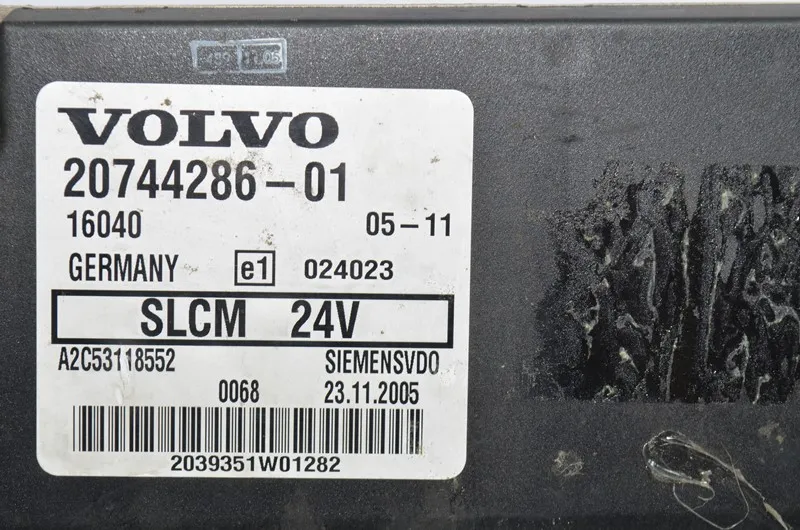 VOLVO
20744286-01
16040 05-11
GERMANY e1 024023
SLCM 24V
A2C53118552 SIEMENSVDO
0068 23.11.2005
2039351W01282